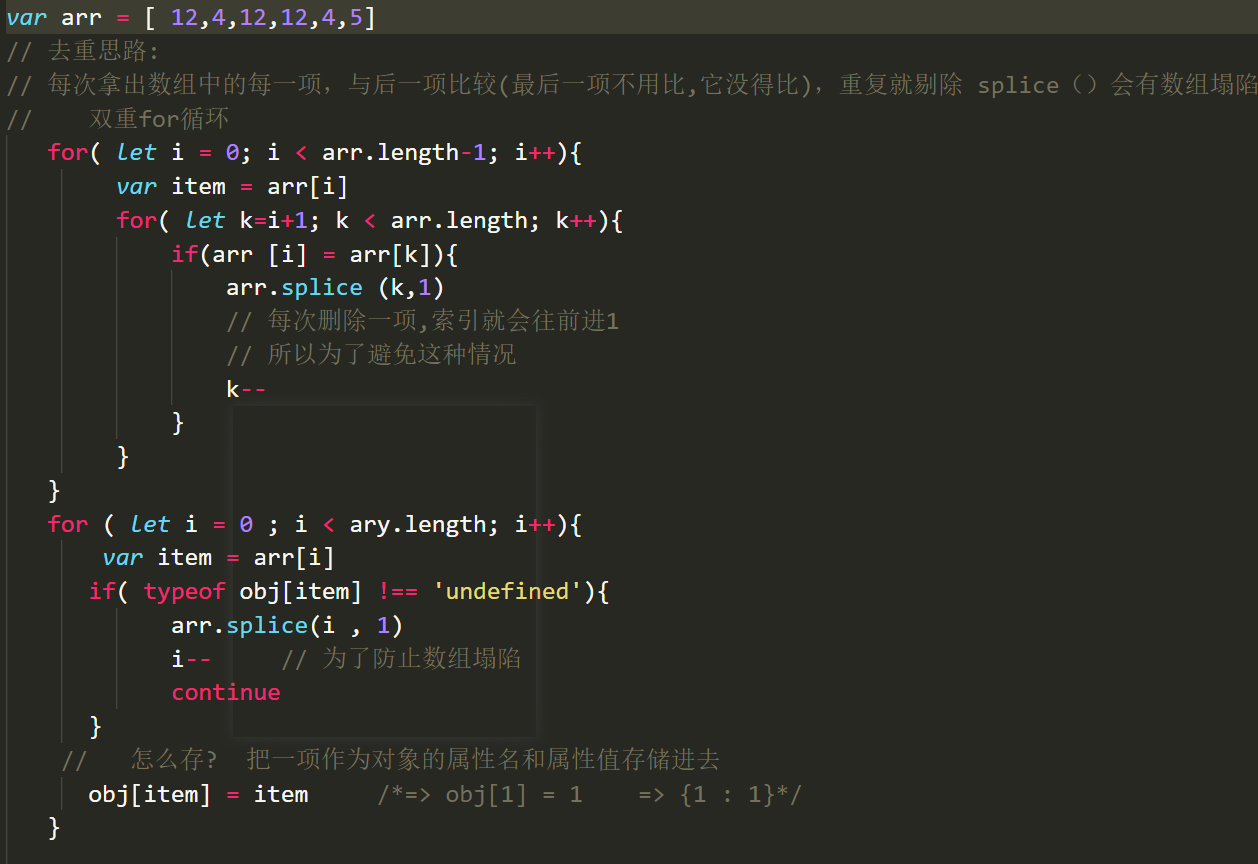 var arr = [ 12,4,12,12,4,5]
// 去重思路:
// 每次拿出数组中的每一项，与后一项比较(最后一项不用比,它没得比)，重复就剔除 splice（）会有数组塌陷
//    双重for循环
for( let i = 0; i < arr.length-1; i++){
var item = arr[i]
for( let k=i+1; k < arr.length; k++){
if(arr [i] = arr[k]){
arr.splice (k,1)
// 每次删除一项,索引就会往前进1
// 所以为了避免这种情况
k--
}
}
}
for ( let i = 0 ; i < ary.length; i++){
var item = arr[i]
if( typeof obj[item] !== 'undefined'){
arr.splice(i , 1)
i--     // 为了防止数组塌陷
continue
}
//   怎么存?  把一项作为对象的属性名和属性值存储进去
obj[item] = item     /*=> obj[1] = 1    => {1 : 1}*/
}